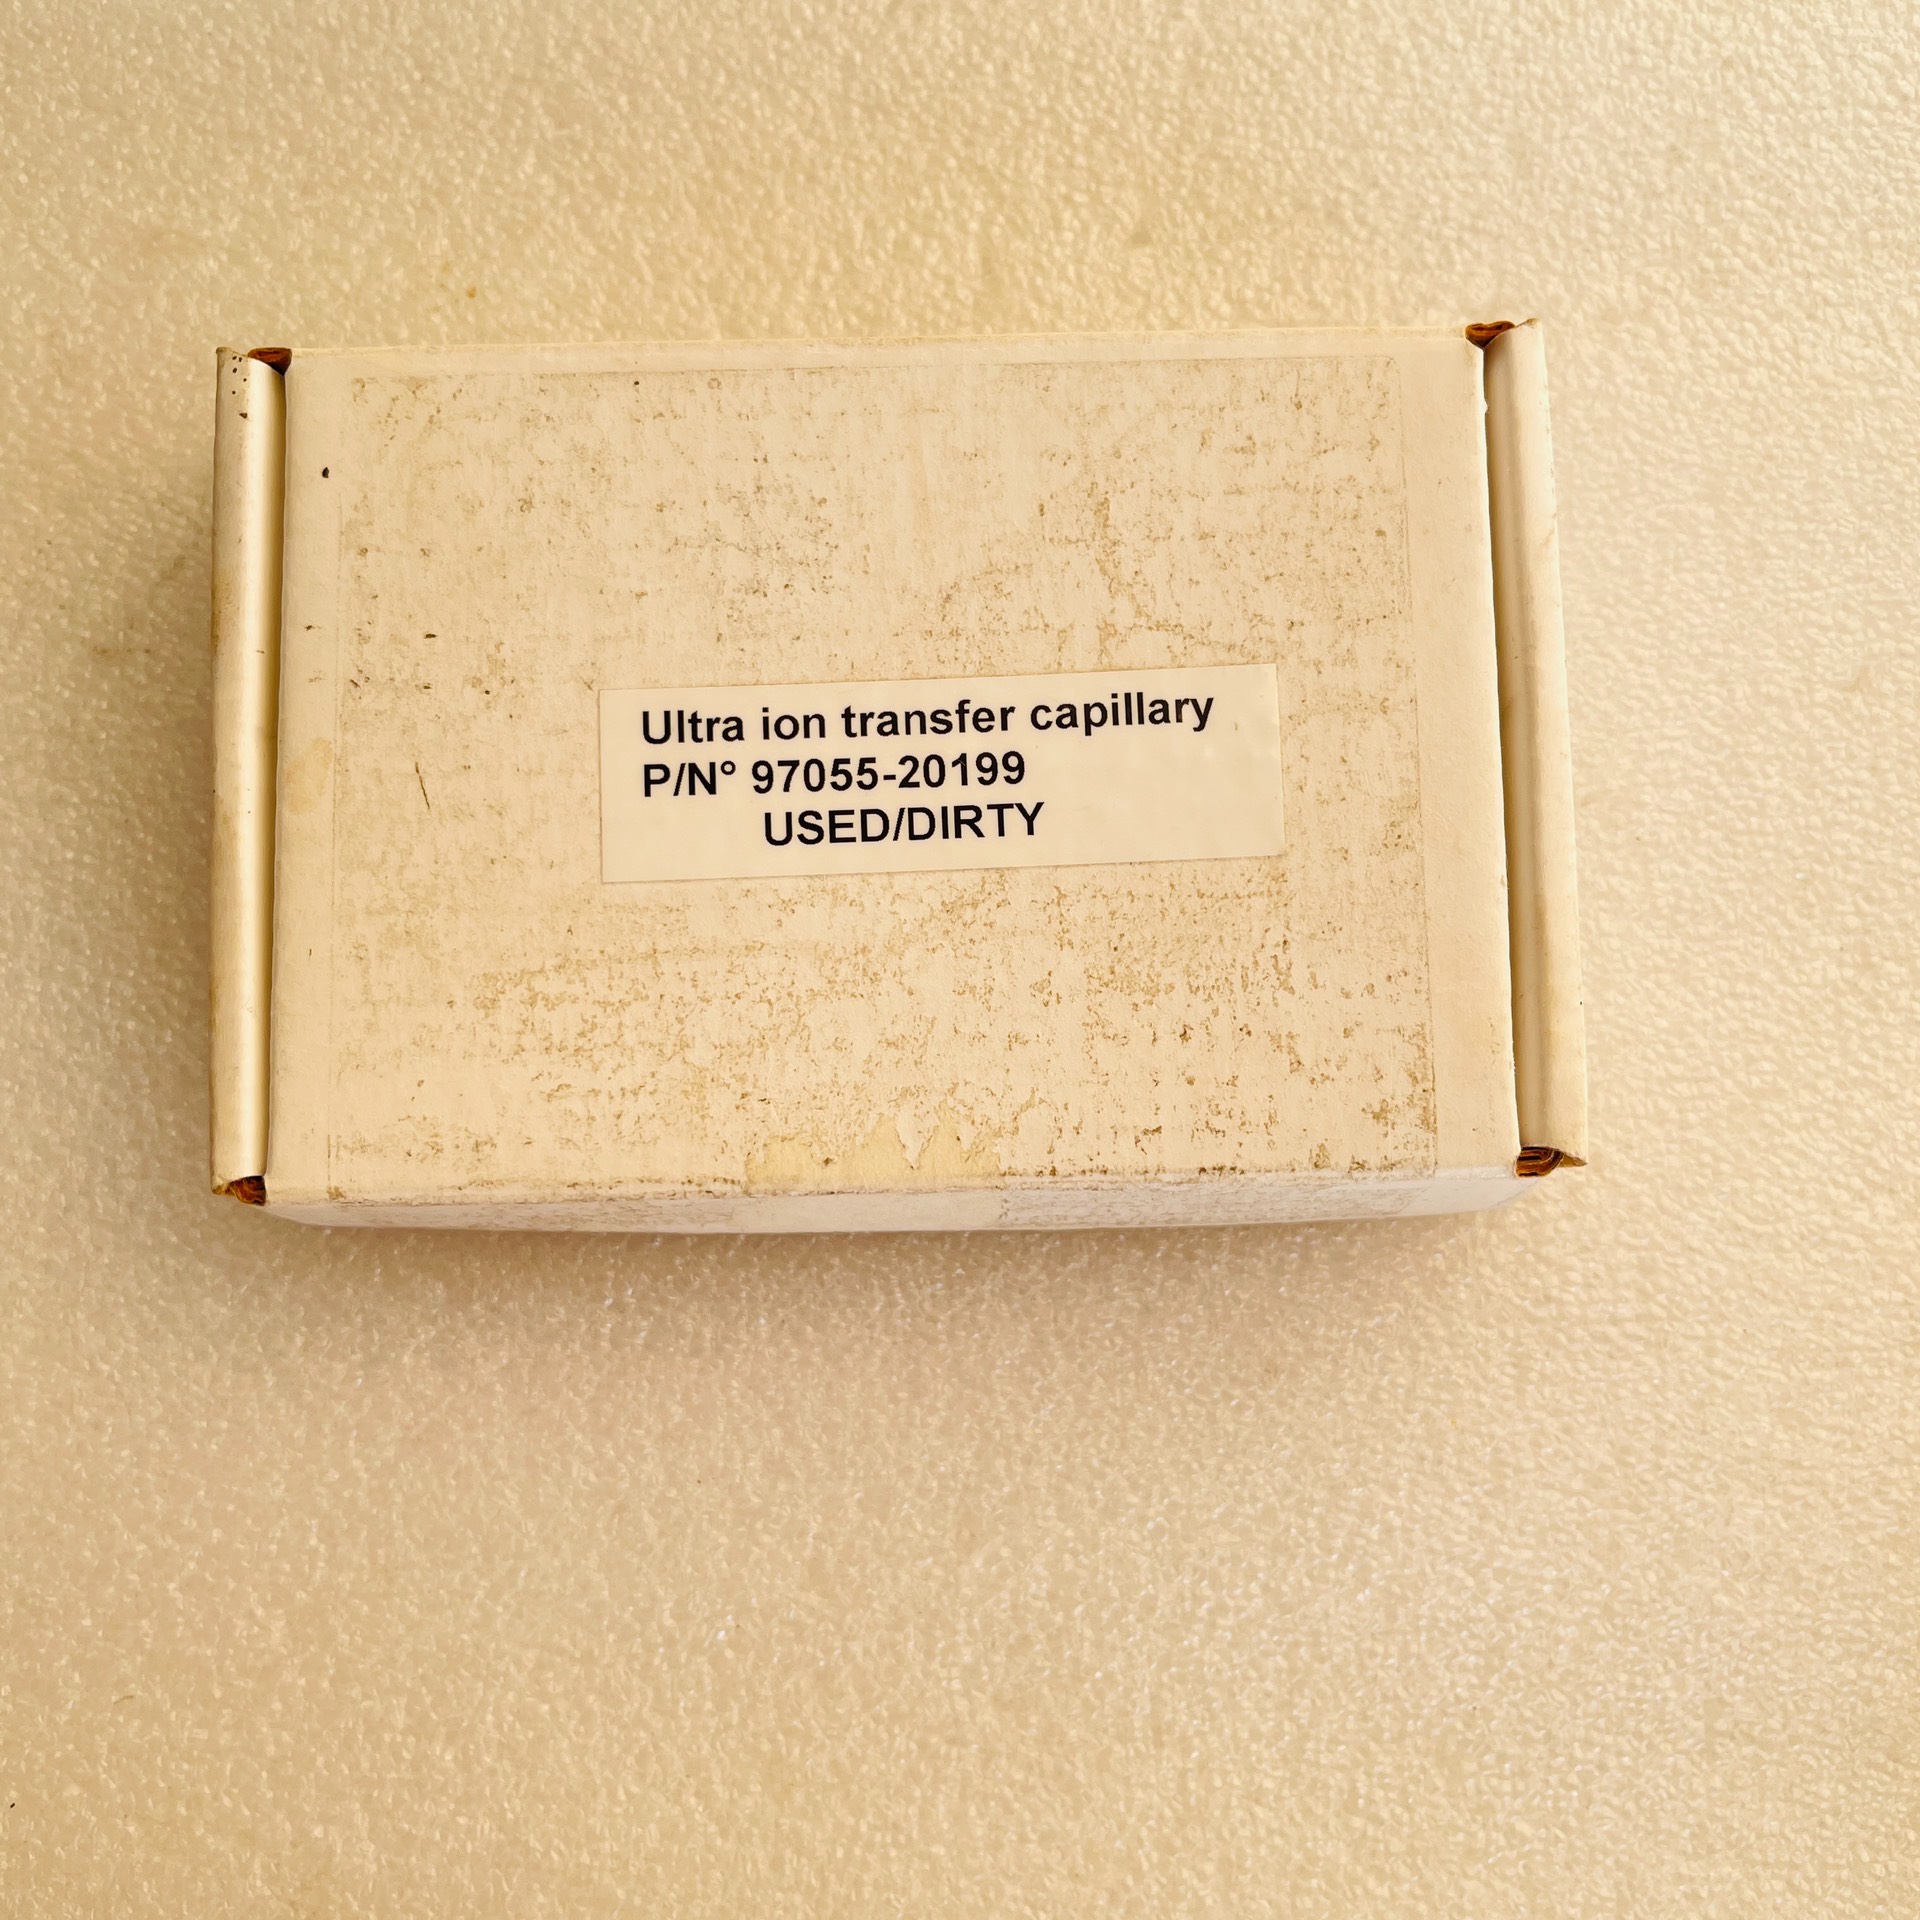 Ultra ion transfer capillary
P/N° 97055-20199
USED/DIRTY